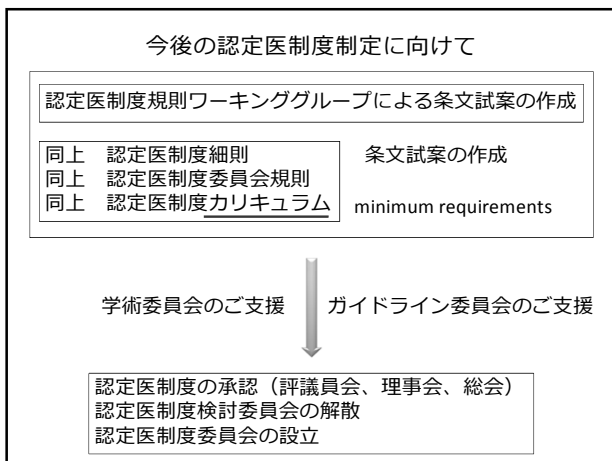 今後の認定医制度制定に向けて
認定医制度規則ワーキンググループによる条文試案の作成
同上　認定医制度細則　条文試案の作成
同上　認定医制度委員会規則
同上　認定医制度カリキュラム　minimum requirements
学術委員会のご支援　ガイドライン委員会のご支援
認定医制度の承認（評議員会、理事会、総会）
認定医制度検討委員会の解散
認定医制度委員会の設立